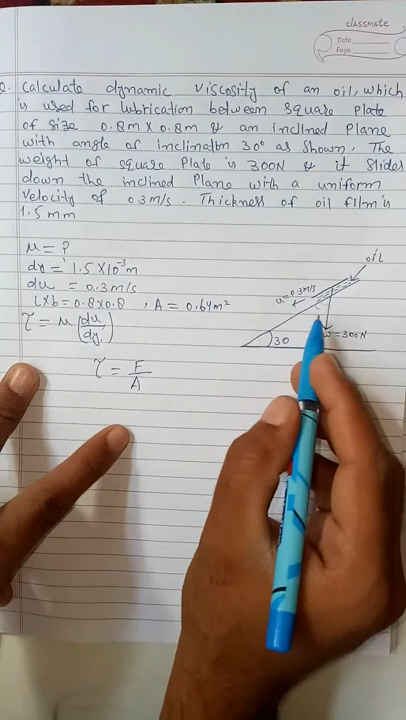 classmate
Date
Page
Q. Calculate dynamic viscosity of an oil, which
is used for lubrication between square plate
of size 0.8m x 0.8m & an inclined plane
with angle of inclination 30° as shown. The
weight of square plate is 300N & it slides
down the inclined plane with a uniform
velocity of 0.3 m/s. Thickness of oil film is
1.5 mm
μ = ?
dy = 1.5 x 10⁻³ m
du = 0.3 m/s
l x b = 0.8 x 0.8 , A = 0.64 m²
τ = μ (du/dy)
τ = F/A
oil
u = 0.3 m/s
30
w = 300N